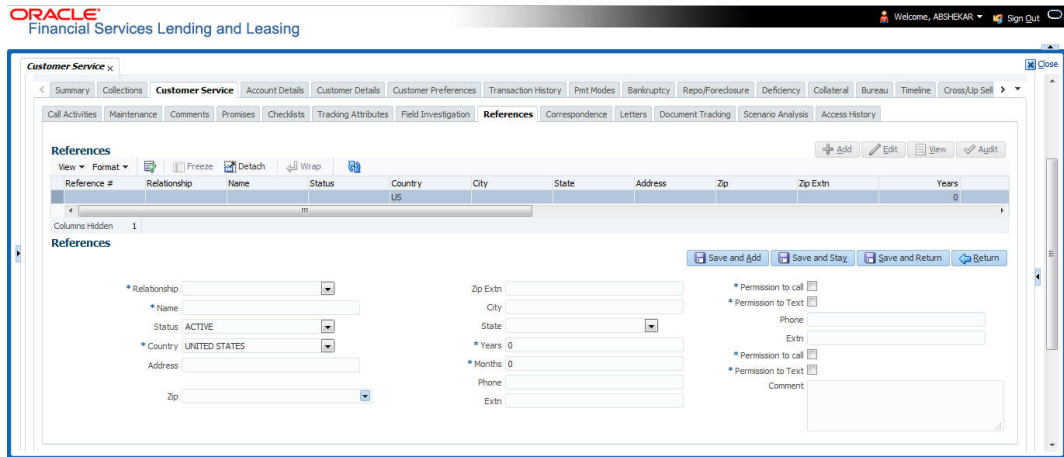 ORACLE
Welcome, ABSHEKAR Sign Out
Financial Services Lending and Leasing
Customer Service x Close
Summary Collections Customer Service Account Details Customer Details Customer Preferences Transaction History Pmt Modes Bankruptcy Repo/Foreclosure Deficiency Collateral Bureau Timeline Cross/Up Sell
Call Activities Maintenance Comments Promises Checklists Tracking Attributes Field Investigation References Correspondence Letters Document Tracking Scenario Analysis Access History
References Add Edit View Audit
View Format Freeze Detach Wrap
Reference # Relationship Name Status Country City State Address Zip Zip Extn Years
US 0
Columns Hidden 1
References
Save and Add Save and Stay Save and Return Return
* Relationship Zip Extn * Permission to call
* Name City * Permission to Text
Status ACTIVE State Phone
* Country UNITED STATES * Years 0 Extn
Address * Months 0 * Permission to call
* Permission to Text
Zip Phone Comment
Extn